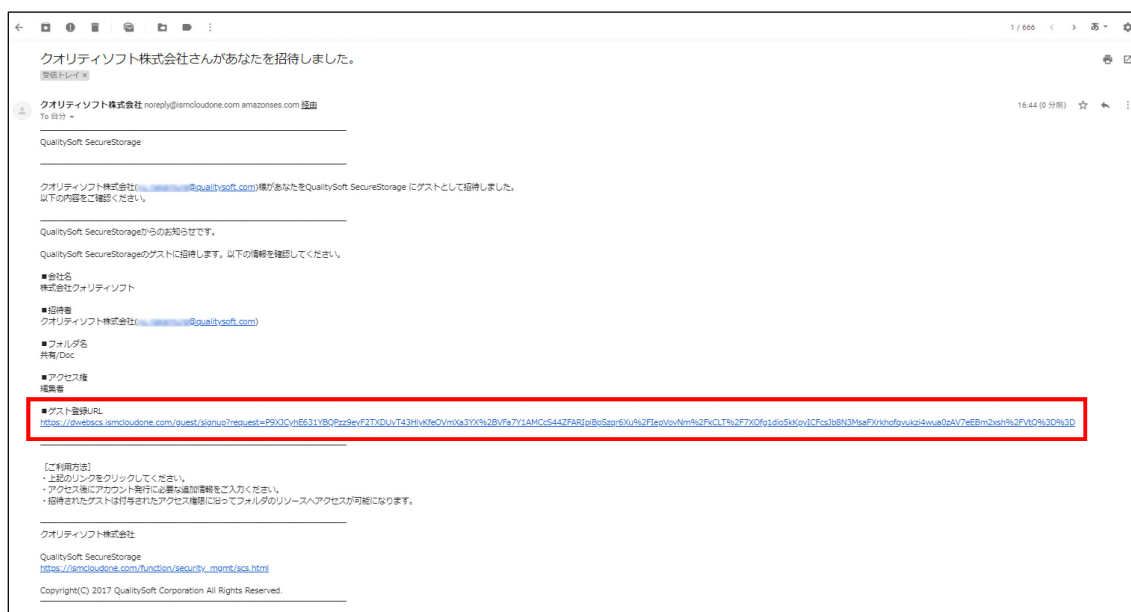 1 / 666
あ
クオリティソフト株式会社さんがあなたを招待しました。
受信トレイ ×
クオリティソフト株式会社 noreply@ismcloudone.com amazonses.com 経由
16:44 (0 分前)
To 自分
QualitySoft SecureStorage
クオリティソフト株式会社( @qualitysoft.com)様があなたをQualitySoft SecureStorage にゲストとして招待しました。
以下の内容をご確認ください。
QualitySoft SecureStorageからのお知らせです。
QualitySoft SecureStorageのゲストに招待します。以下の情報を確認してください。
■会社名
株式会社クォリティソフト
■招待者
クオリティソフト株式会社( @qualitysoft.com)
■フォルダ名
共有/Doc
■アクセス権
編集者
■ゲスト登録URL
[ご利用方法]
・上記のリンクをクリックしてください。
・アクセス後にアカウント発行に必要な追加情報をご入力ください。
・招待されたゲストは付与されたアクセス権限に沿ってフォルダのリソースへアクセスが可能になります。
クオリティソフト株式会社
QualitySoft SecureStorage
https://ismcloudone.com/function/security_mgmt/scs.html
Copyright(C) 2017 QualitySoft Corporation All Rights Reserved.